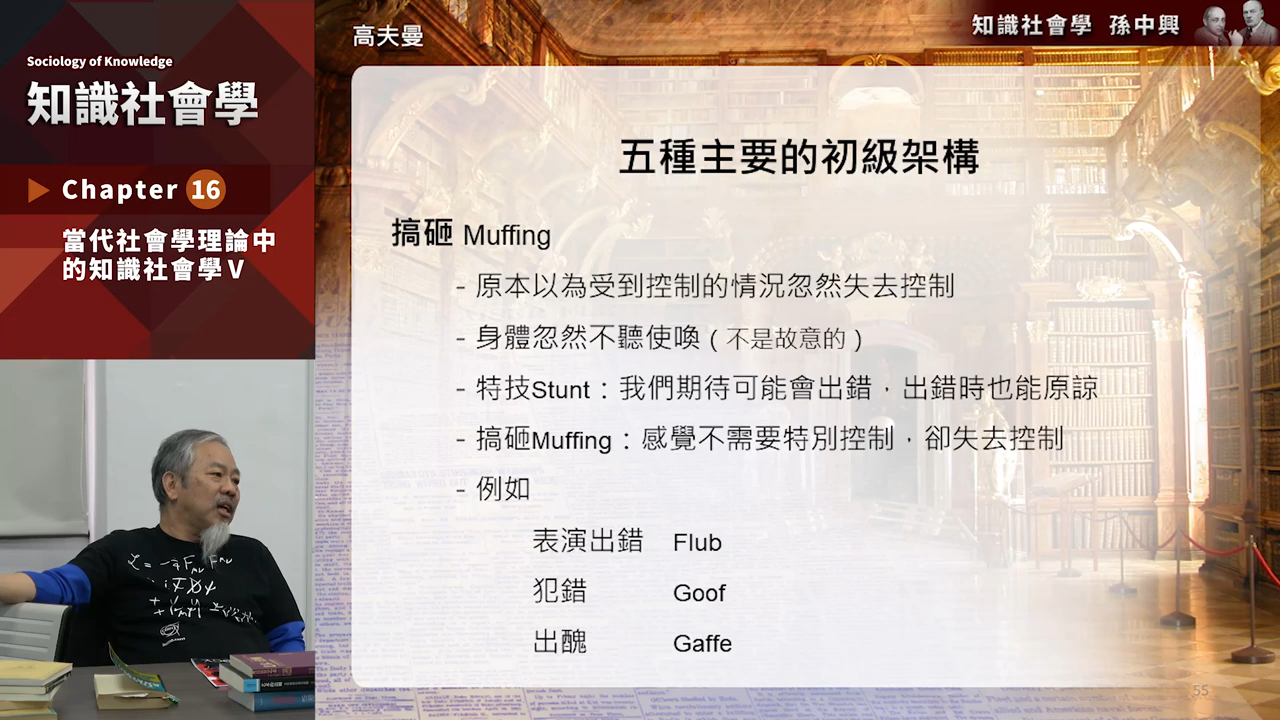 Sociology of Knowledge
知識社會學
Chapter 16
當代社會學理論中
的知識社會學 V
高夫曼
知識社會學 孫中興
五種主要的初級架構
搞砸 Muffing
- 原本以為受到控制的情況忽然失去控制
- 身體忽然不聽使喚 ( 不是故意的 )
- 特技Stunt：我們期待可能會出錯，出錯時也能原諒
- 搞砸Muffing：感覺不需要特別控制，卻失去控制
- 例如
表演出錯 Flub
犯錯 Goof
出醜 Gaffe
55